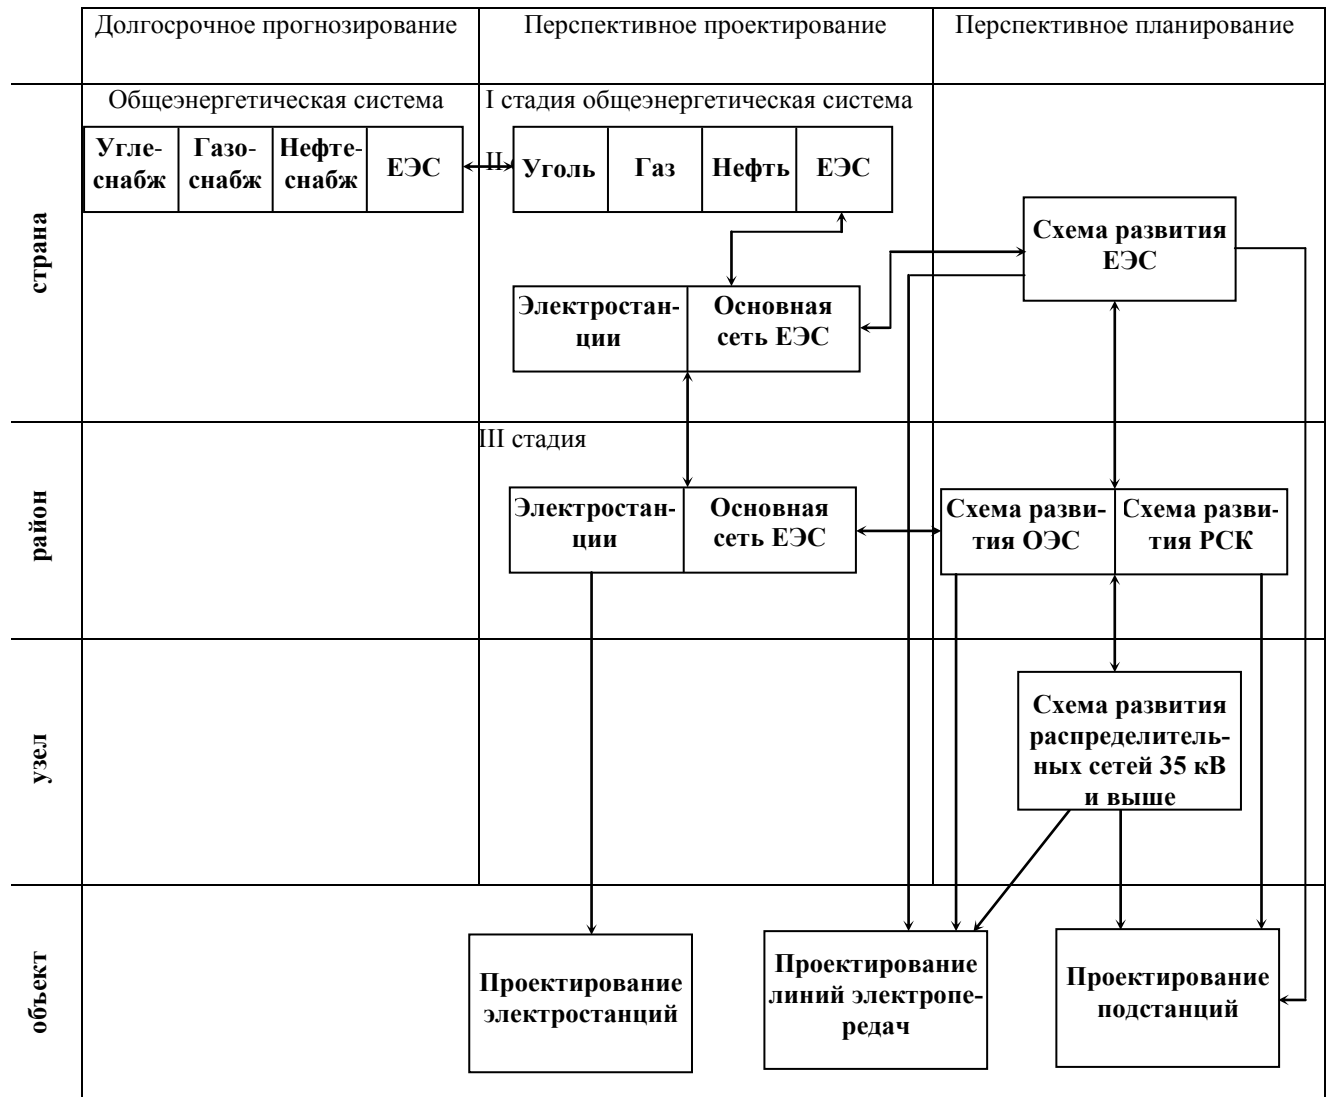 Долгосрочное прогнозирование
Перспективное проектирование
Перспективное планирование
страна
Общеэнергетическая система
Угле-
снабж
Газо-
снабж
Нефте-
снабж
ЕЭС
I стадия общеэнергетическая система
II
Уголь
Газ
Нефть
ЕЭС
Электростан-
ции
Основная
сеть ЕЭС
Схема развития
ЕЭС
район
III стадия
Электростан-
ции
Основная
сеть ЕЭС
Схема разви-
тия ОЭС
Схема разви-
тия РСК
узел
Схема развития
распределитель-
ных сетей 35 кВ
и выше
объект
Проектирование
электростанций
Проектирование
линий электропе-
редач
Проектирование
подстанций